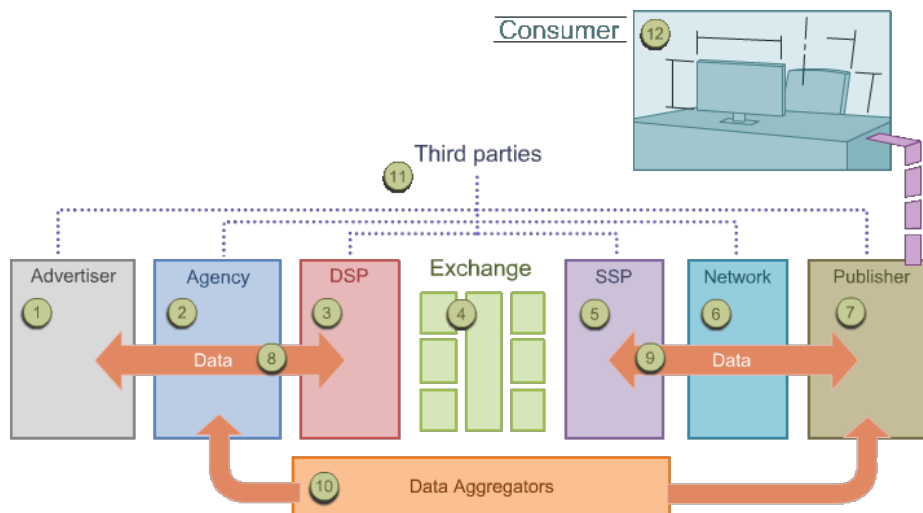 Consumer
12
Third parties
11
Advertiser
Agency
DSP
Exchange
SSP
Network
Publisher
1
2
3
4
5
6
7
Data
8
9
Data
10
Data Aggregators